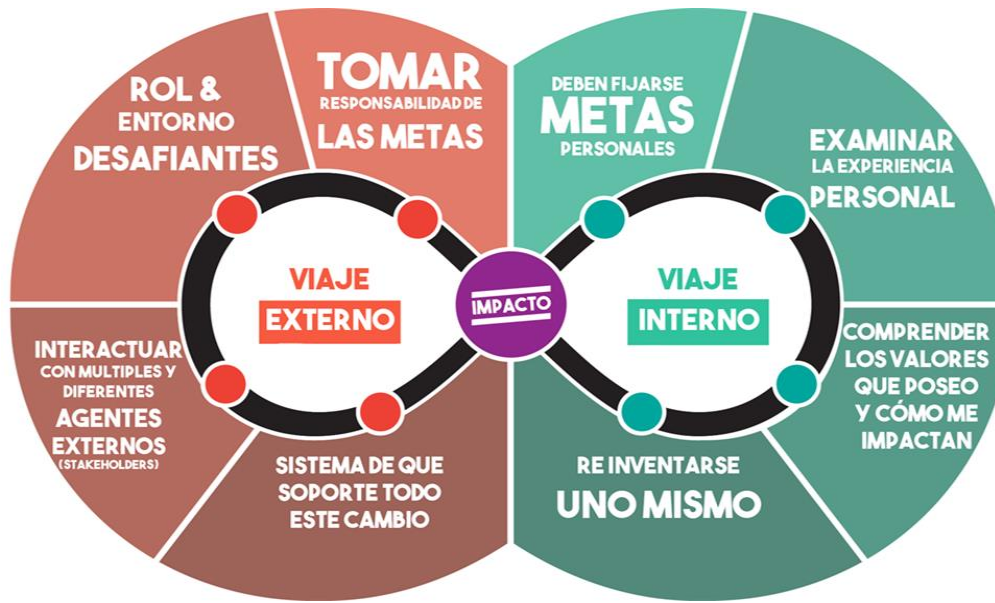 ROL &
ENTORNO
DESAFIANTES
TOMAR
RESPONSABILIDAD DE
LAS METAS
DEBEN FIJARSE
METAS
PERSONALES
EXAMINAR
LA EXPERIENCIA
PERSONAL
VIAJE
EXTERNO
IMPACTO
VIAJE
INTERNO
INTERACTUAR
CON MULTIPLES Y
DIFERENTES
AGENTES
EXTERNOS
(STAKEHOLDERS)
SISTEMA DE QUE
SOPORTE TODO
ESTE CAMBIO
RE INVENTARSE
UNO MISMO
COMPRENDER
LOS VALORES
QUE POSEO
Y CÓMO ME
IMPACTAN